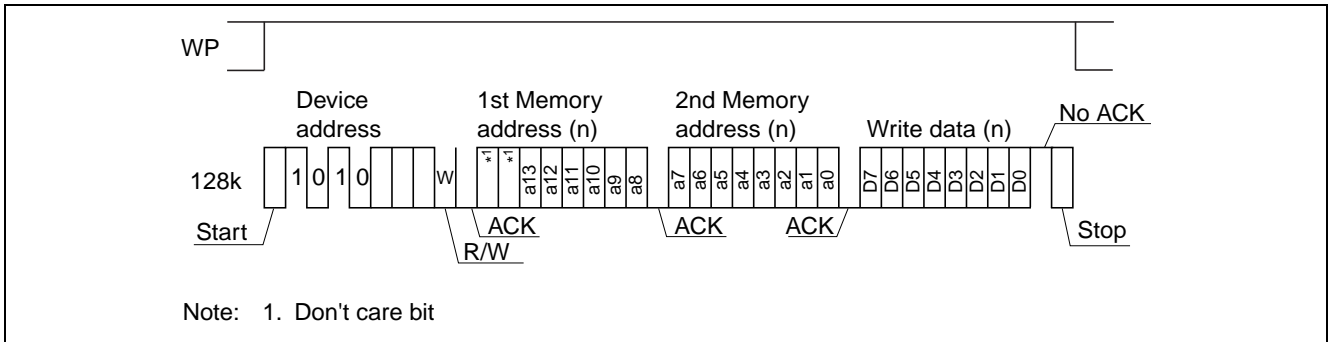 WP
Device address
1st Memory address (n)
2nd Memory address (n)
Write data (n)
No ACK
128k
1 0 1 0 W *1 *1 a13 a12 a11 a10 a9 a8 a7 a6 a5 a4 a3 a2 a1 a0 D7 D6 D5 D4 D3 D2 D1 D0
Start
R/W
ACK
ACK
ACK
Stop
Note: 1. Don't care bit